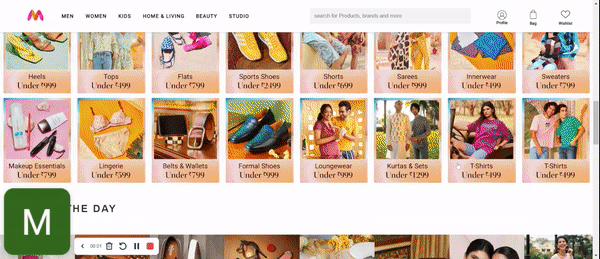 MEN WOMEN KIDS HOME & LIVING BEAUTY STUDIO search for Products, brands and more
Profile Bag Wishlist
Heels Tops Flats Sports Shoes Shorts Sarees Innerwear Sweaters
Under ₹999 Under ₹499 Under ₹799 Under ₹2499 Under ₹699 Under ₹999 Under ₹499 Under ₹799
Makeup Essentials Lingerie Belts & Wallets Formal Shoes Loungewear Kurtas & Sets T-Shirts T-Shirts
Under ₹799 Under ₹599 Under ₹799 Under ₹999 Under ₹999 Under ₹1299 Under ₹499 Under ₹499
THE DAY
M
00:01